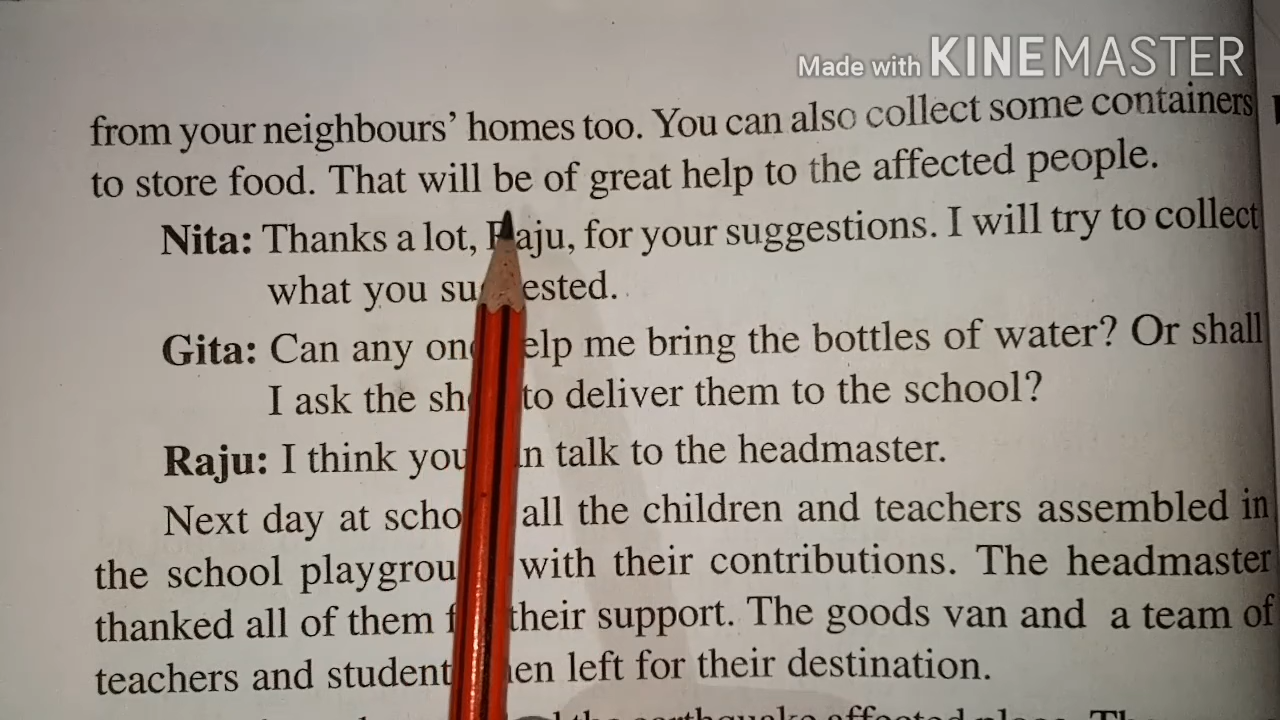 Made with KINEMASTER
from your neighbours' homes too. You can also collect some containers
to store food. That will be of great help to the affected people.
Nita: Thanks a lot, Raju, for your suggestions. I will try to collect
what you suggested.
Gita: Can any one help me bring the bottles of water? Or shall
I ask the to deliver them to the school?
Raju: I think you can talk to the headmaster.
Next day at school all the children and teachers assembled in
the school playground with their contributions. The headmaster
thanked all of them for their support. The goods van and a team of
teachers and students then left for their destination.
the earthquake affected place.